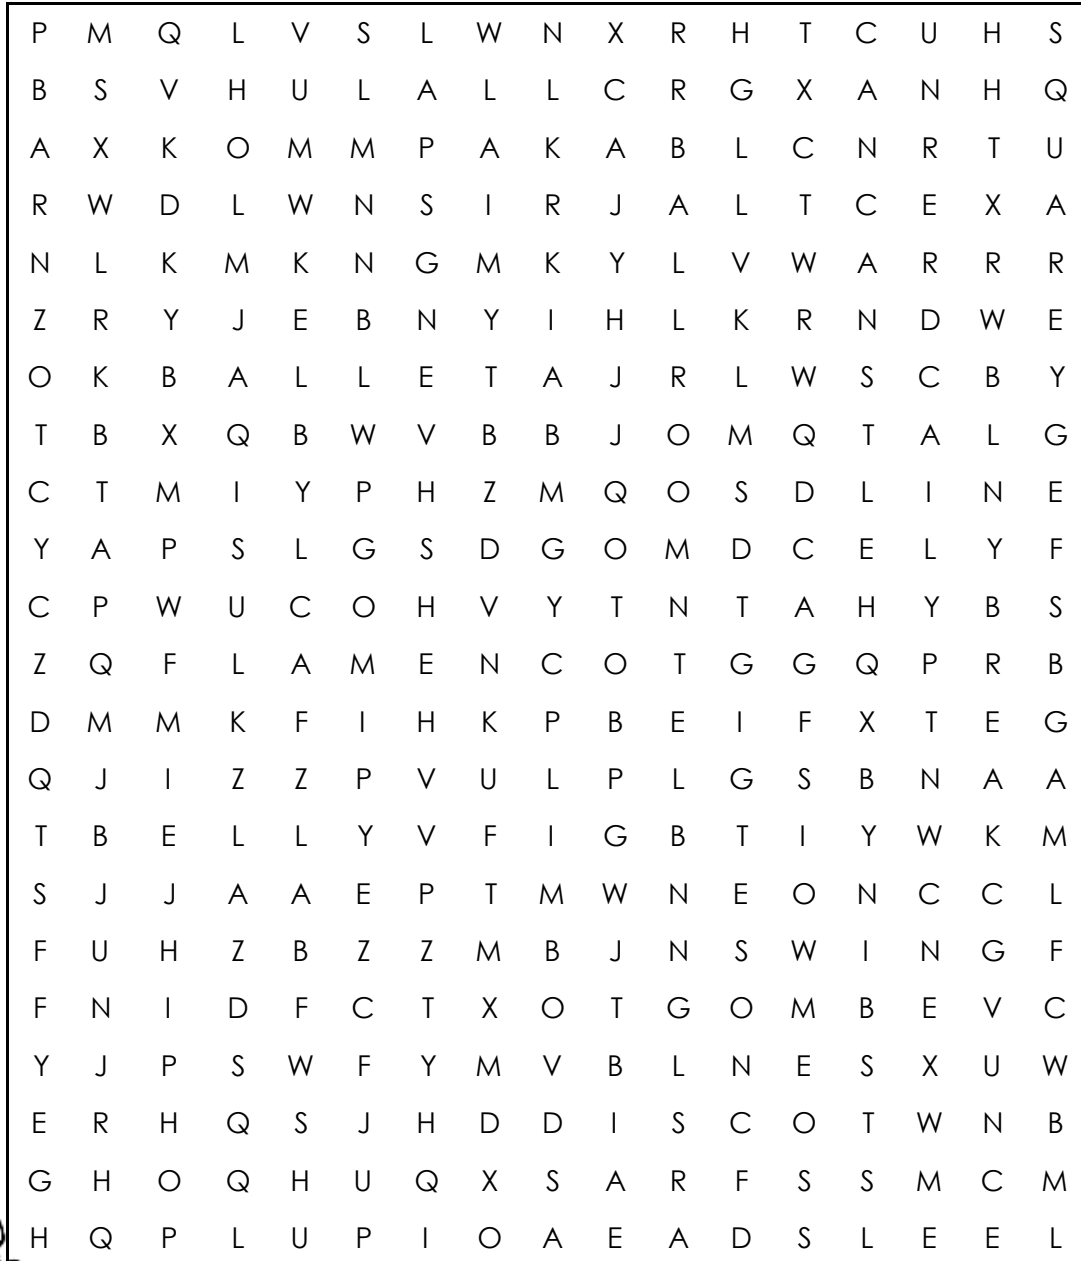 P M Q L V S L W N X R H T C U H S
B S V H U L A L L C R G X A N H Q
A X K O M M P A K A B L C N R T U
R W D L W N S I R J A L T C E X A
N L K M K N G M K Y L V W A R R R
Z R Y J E B N Y I H L K R N D W E
O K B A L L E T A J R L W S C B Y
T B X Q B W V B B J O M Q T A L G
C T M I Y P H Z M Q O S D L I N E
Y A P S L G S D G O M D C E L Y F
C P W U C O H V Y T N T A H Y B S
Z Q F L A M E N C O T G G Q P R B
D M M K F I H K P B E I F X T E G
Q J I Z Z P V U L P L G S B N A A
T B E L L Y V F I G B T I Y W K M
S J J A A E P T M W N E O N C C L
F U H Z B Z Z M B J N S W I N G F
F N I D F C T X O T G O M B E V C
Y J P S W F Y M V B L N E S X U W
E R H Q S J H D D I S C O T W N B
G H O Q H U Q X S A R F S S M C M
H Q P L U P I O A E A D S L E E L